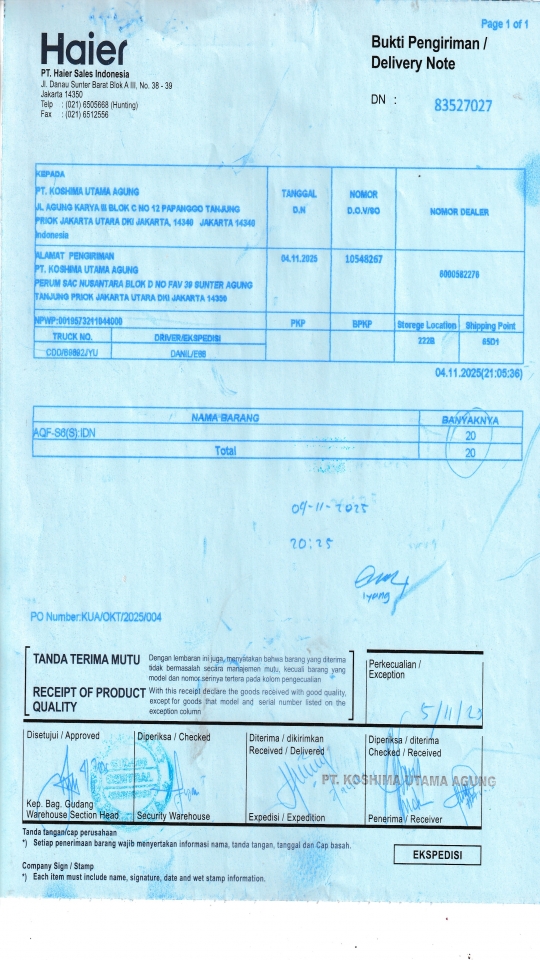 Page 1 of 1
Haier
PT. Haier Sales Indonesia
Jl. Danau Sunter Barat Blok A III, No. 38 - 39
Jakarta 14350
Telp : (021) 6505668 (Hunting)
Fax : (021) 6512556
Bukti Pengiriman /
Delivery Note
DN : 83527027
KEPADA
PT. KOSHIMA UTAMA AGUNG
JL. AGUNG KARYA III BLOK C NO 12 PAPANGGO TANJUNG
PRIOK JAKARTA UTARA DKI JAKARTA, 14340 JAKARTA 14340
Indonesia
TANGGAL
D.N
NOMOR
D.O.V/SO
NOMOR DEALER
ALAMAT PENGIRIMAN
PT. KOSHIMA UTAMA AGUNG
PERUM SAC NUSANTARA BLOK D NO FAV 39 SUNTER AGUNG
TANJUNG PRIOK JAKARTA UTARA DKI JAKARTA 14350
04.11.2025
10548267
PKP
BPKP
Storege Location
Shipping Point
TRUCK NO.
DRIVER/EKSPEDISI
222B
65D1
04.11.2025(21:05:36)
NAMA BARANG
BANYAKNYA
AQF-S6(S):IDN
20
Total
20
04-11-2025
20:25
Iyang
PO Number:KUA/OKT/2025/004
TANDA TERIMA MUTU
Dengan lembaran ini juga, menyatakan bahwa barang yang diterima
tidak bermasalah secara manajemen mutu, kecuali barang yang
model dan nomor serinya tertera pada kolom pengecualian
RECEIPT OF PRODUCT
QUALITY
With this receipt declare the goods received with good quality,
except for goods that model and serial number listed on the
exception column
Perkecualian /
Exception
Disetujui / Approved
Diperiksa / Checked
Diterima / dikirimkan
Received / Delivered
Diperiksa / diterima
Checked / Received
PT. KOSHIMA UTAMA AGUNG
Kep. Bag. Gudang
Warehouse Section Head
Security Warehouse
Expedisi / Expedition
Penerima / Receiver
Tanda tangan/cap perusahaan
*) Setiap penerimaan barang wajib menyertakan informasi nama, tanda tangan, tanggal dan Cap basah.
EKSPEDISI
Company Sign / Stamp
*) Each item must include name, signature, date and wet stamp information.